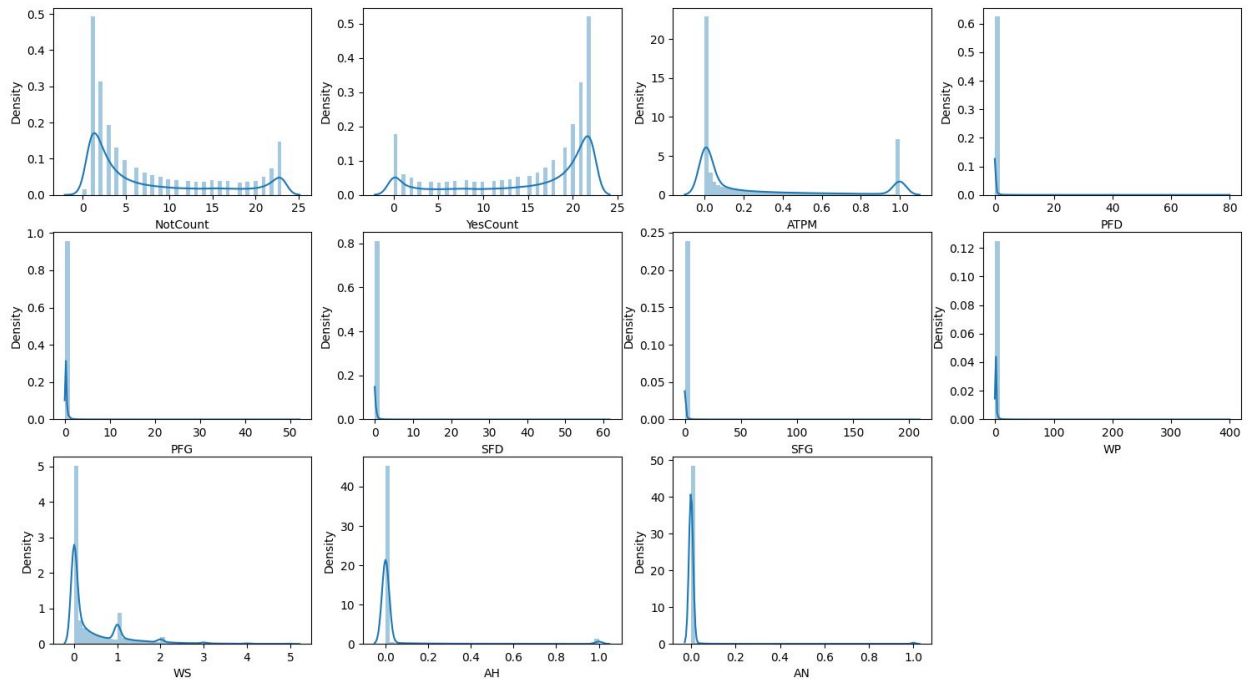 Density
0.5
0.4
0.3
0.2
0.1
0.0
0 5 10 15 20 25
NotCount
Density
0.5
0.4
0.3
0.2
0.1
0.0
0 5 10 15 20 25
YesCount
Density
20
15
10
5
0
0.0 0.2 0.4 0.6 0.8 1.0
ATPM
Density
0.6
0.5
0.4
0.3
0.2
0.1
0.0
0 20 40 60 80
PFD
Density
1.0
0.8
0.6
0.4
0.2
0.0
0 10 20 30 40 50
PFG
Density
0.8
0.6
0.4
0.2
0.0
0 10 20 30 40 50 60
SFD
Density
0.25
0.20
0.15
0.10
0.05
0.00
0 50 100 150 200
SFG
Density
0.12
0.10
0.08
0.06
0.04
0.02
0.00
0 100 200 300 400
WP
Density
5
4
3
2
1
0
0 1 2 3 4 5
WS
Density
40
30
20
10
0
0.0 0.2 0.4 0.6 0.8 1.0
AH
Density
50
40
30
20
10
0
0.0 0.2 0.4 0.6 0.8 1.0
AN